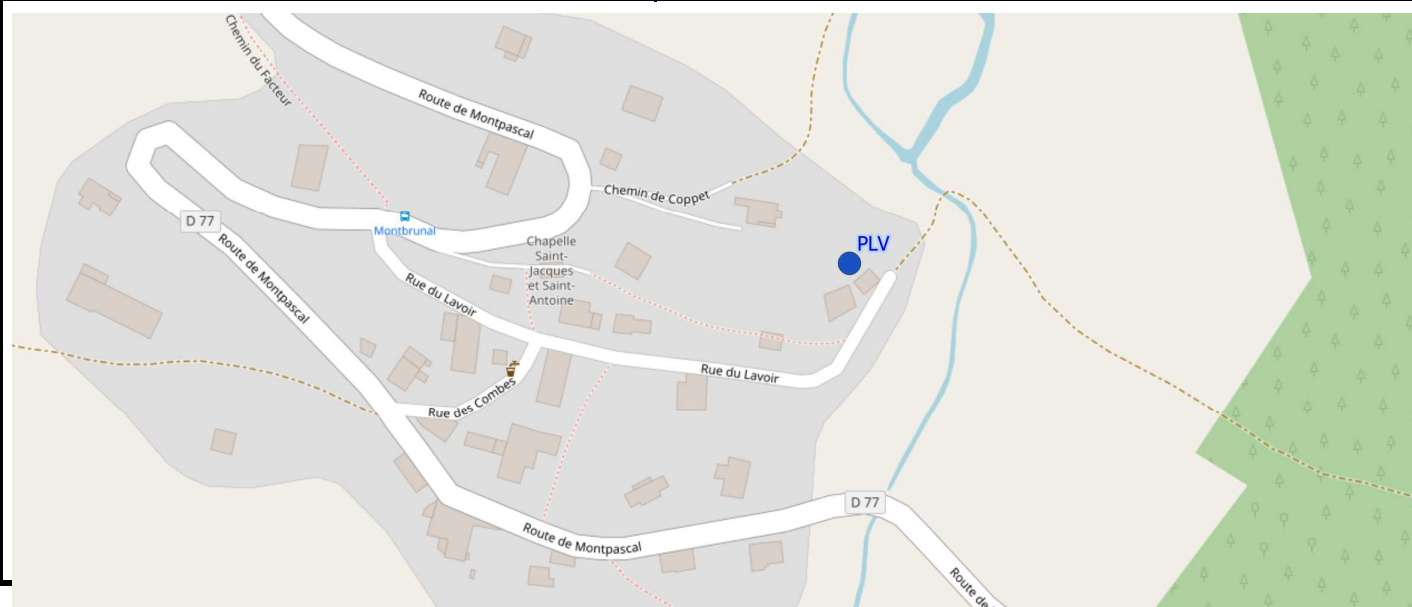 Chemin du Facteur
Route de Montpascal
Chemin de Coppet
D 77
Montbrunal
PLV
Chapelle
Saint-
Jacques
et Saint-
Antoine
Route de Montpascal
Rue du Lavoir
Rue du Lavoir
Rue des Combes
D 77
Route de Montpascal
Route de